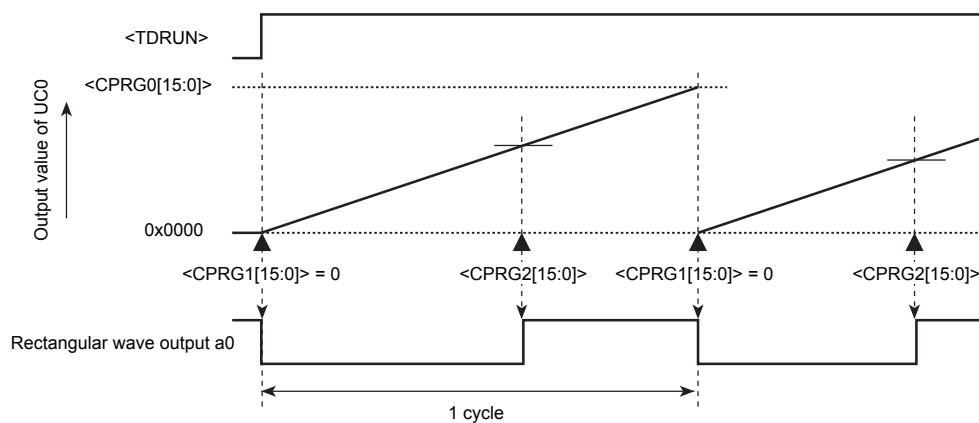 <TDRUN>
<CPRG0[15:0]>
Output value of UC0
0x0000
<CPRG1[15:0]> = 0
<CPRG2[15:0]>
<CPRG1[15:0]> = 0
<CPRG2[15:0]>
Rectangular wave output a0
1 cycle